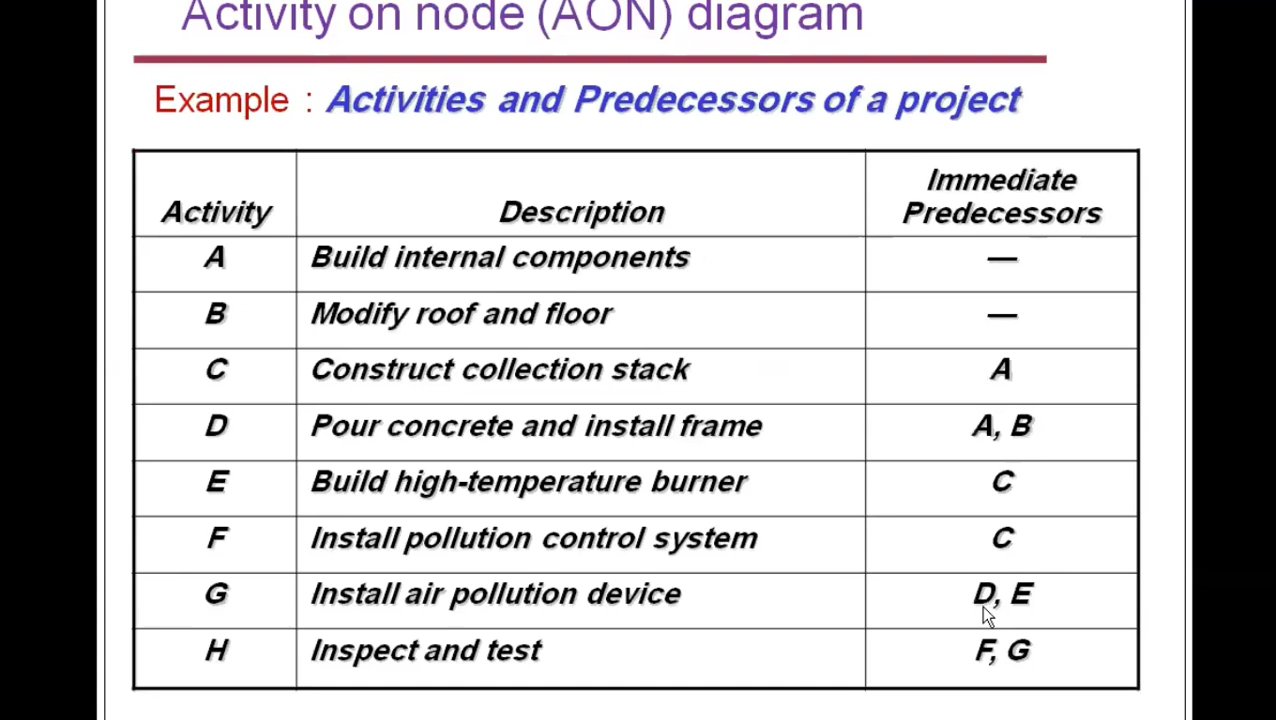 Activity on node (AON) diagram
Example : Activities and Predecessors of a project
Activity Description Immediate Predecessors
A Build internal components —
B Modify roof and floor —
C Construct collection stack A
D Pour concrete and install frame A, B
E Build high-temperature burner C
F Install pollution control system C
G Install air pollution device D, E
H Inspect and test F, G